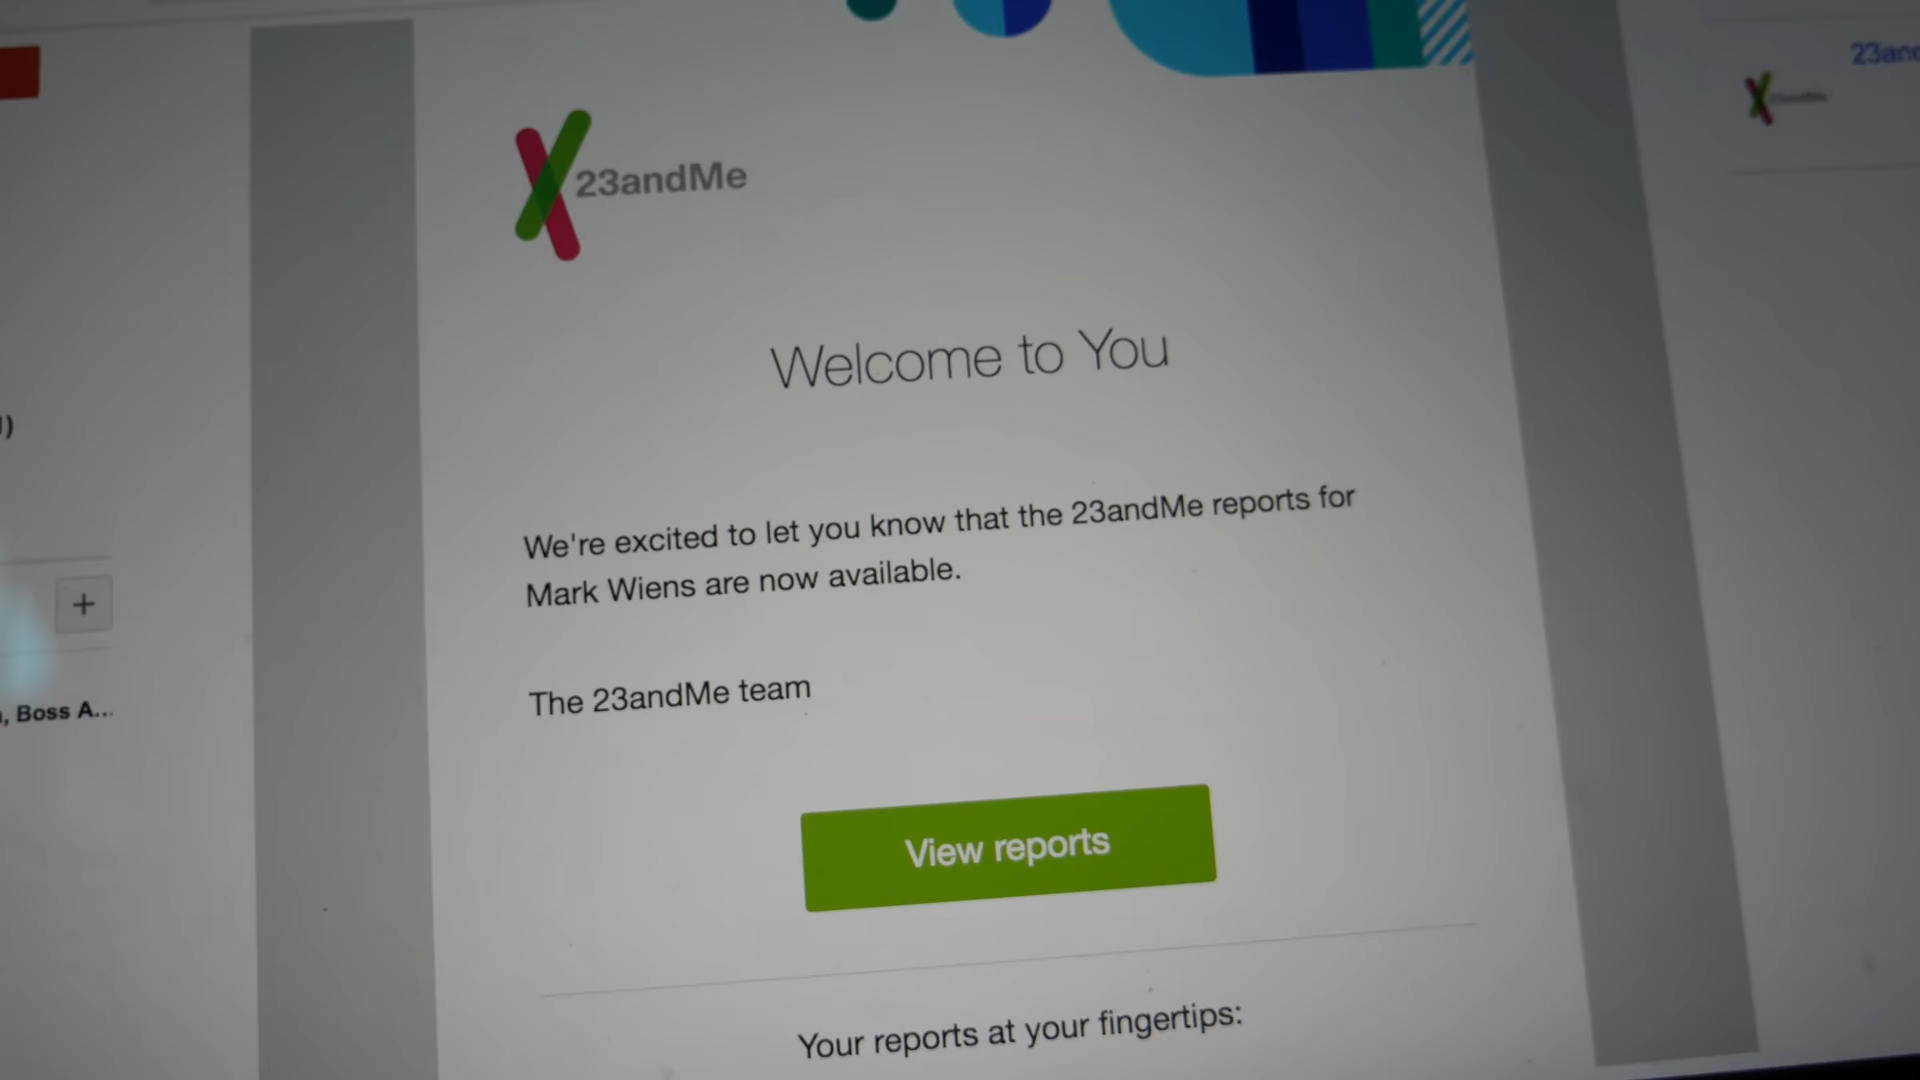 23andMe
Welcome to You
We're excited to let you know that the 23andMe reports for
Mark Wiens are now available.
The 23andMe team
View reports
Your reports at your fingertips:
, Boss A...
+